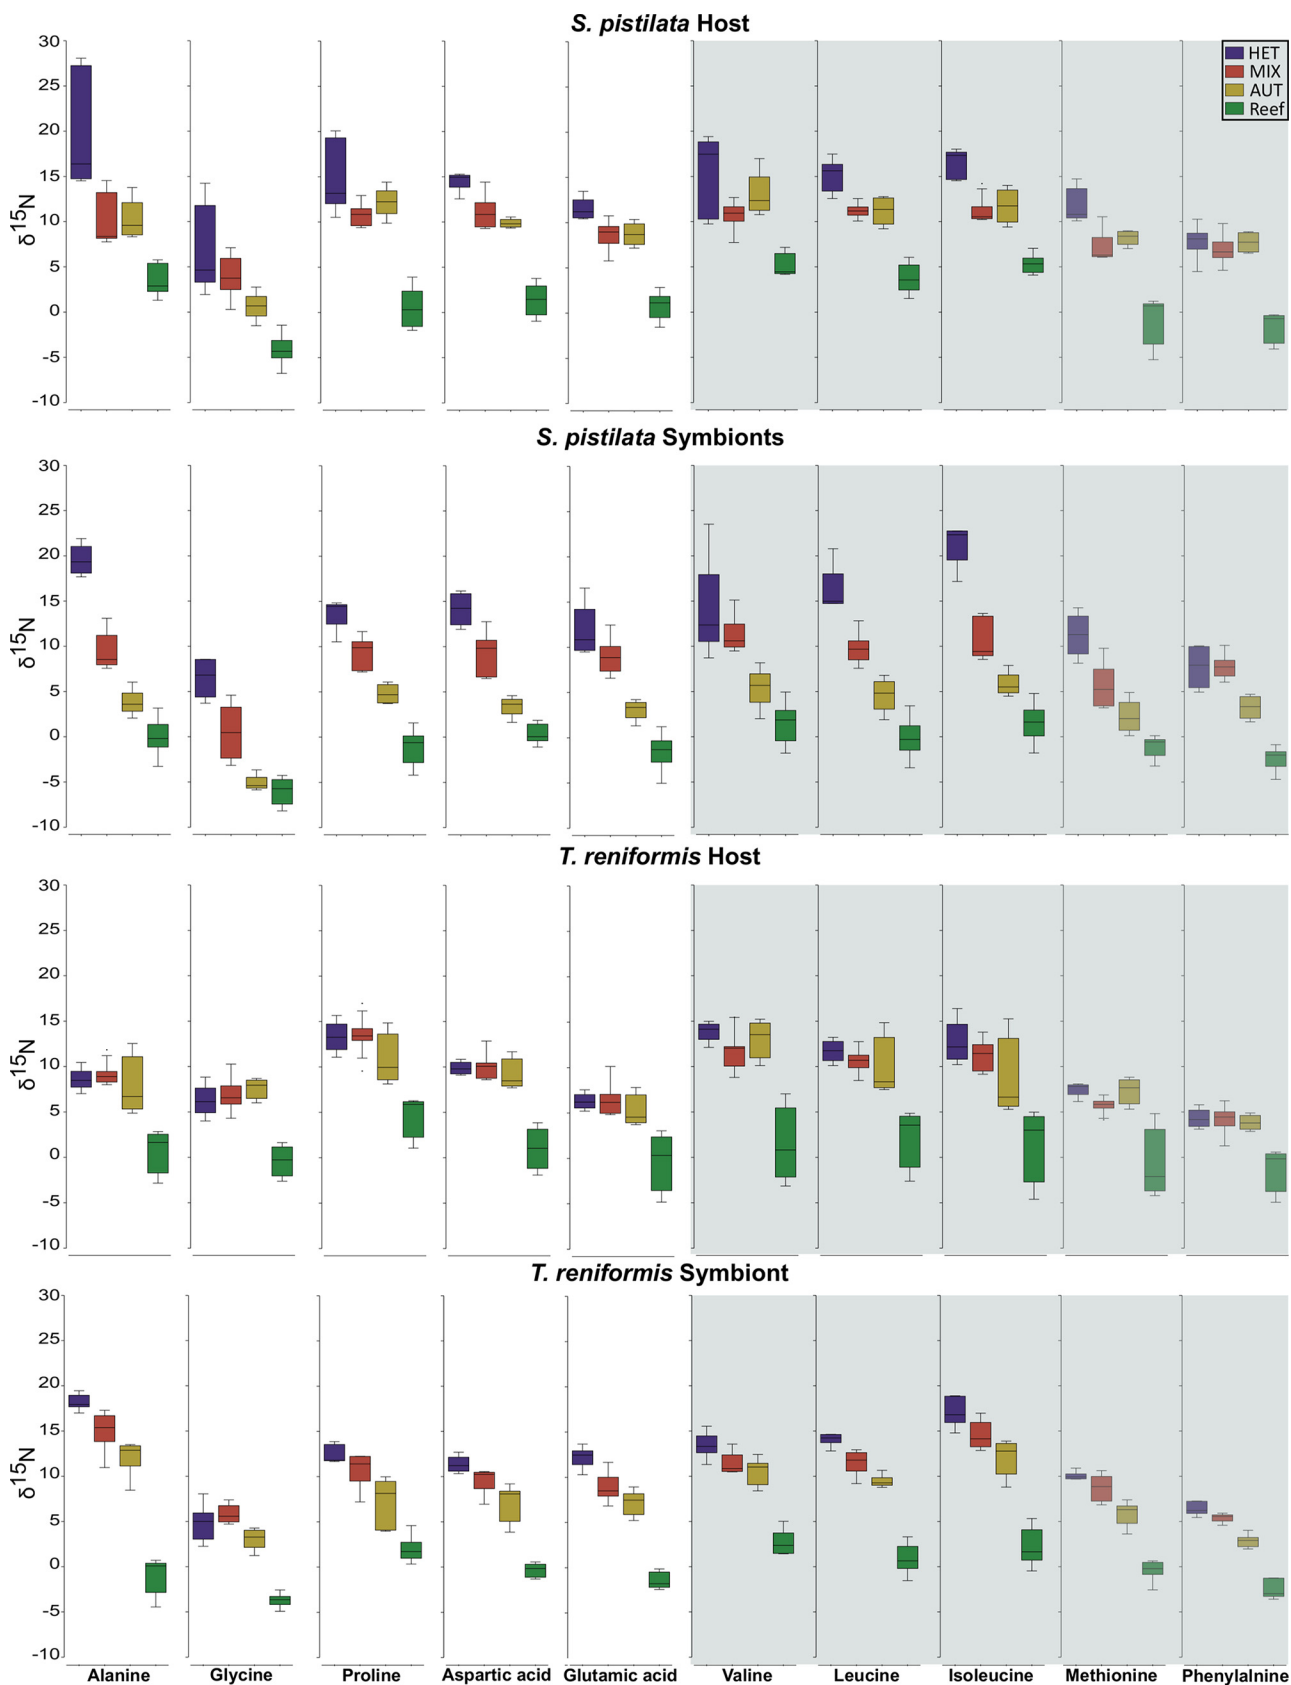 S. pistilata Host
30
25
20
15
10
5
0
-5
-10
δ15N
HET
MIX
AUT
Reef
S. pistilata Symbionts
30
25
20
15
10
5
0
-5
-10
δ15N
T. reniformis Host
30
25
20
15
10
5
0
-5
-10
δ15N
T. reniformis Symbiont
30
20
15
10
5
0
-5
-10
δ15N
Alanine Glycine Proline Aspartic acid Glutamic acid Valine Leucine Isoleucine Methionine Phenylalnine